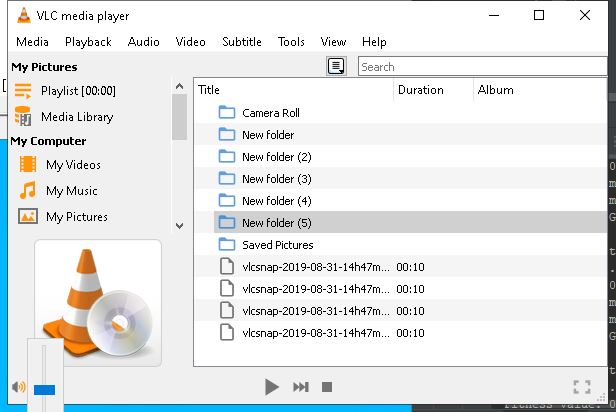 VLC media player
Media Playback Audio Video Subtitle Tools View Help
My Pictures
Search
Playlist [00:00]
Media Library
My Computer
My Videos
My Music
My Pictures
Title Duration Album
Camera Roll
New folder
New folder (2)
New folder (3)
New folder (4)
New folder (5)
Saved Pictures
vlcsnap-2019-08-31-14h47m... 00:10
vlcsnap-2019-08-31-14h47m... 00:10
vlcsnap-2019-08-31-14h47m... 00:10
vlcsnap-2019-08-31-14h47m... 00:10